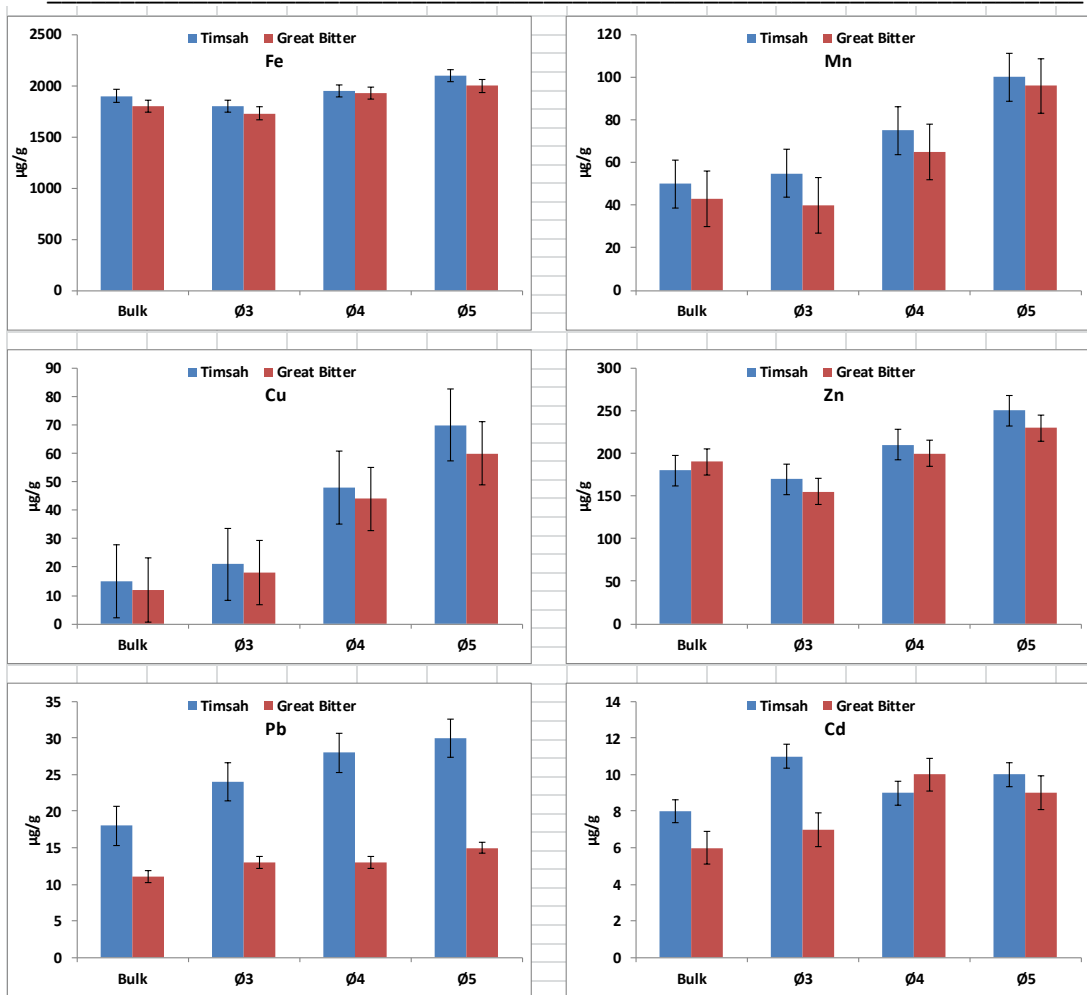 Timsah Great Bitter
Fe
µg/g
2500
2000
1500
1000
500
0
Bulk Ø3 Ø4 Ø5
Timsah Great Bitter
Mn
µg/g
120
100
80
60
40
20
0
Bulk Ø3 Ø4 Ø5
Timsah Great Bitter
Cu
µg/g
90
80
70
60
50
40
30
20
10
0
Bulk Ø3 Ø4 Ø5
Timsah Great Bitter
Zn
µg/g
300
250
200
150
100
50
0
Bulk Ø3 Ø4 Ø5
Timsah Great Bitter
Pb
µg/g
35
30
25
20
15
10
5
0
Bulk Ø3 Ø4 Ø5
Timsah Great Bitter
Cd
µg/g
14
12
10
8
6
4
2
0
Bulk Ø3 Ø4 Ø5